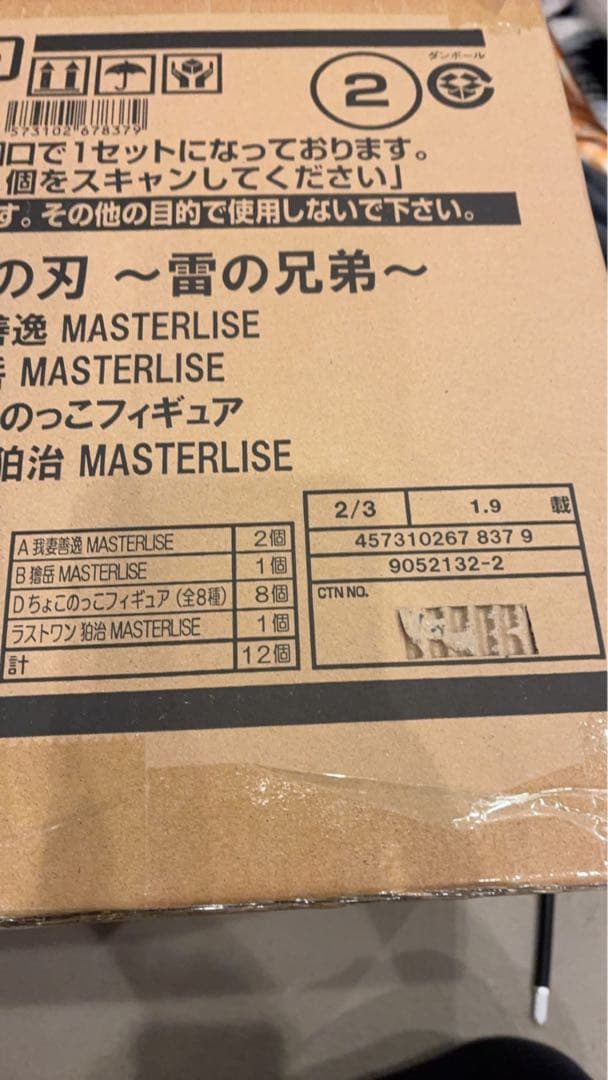 ダンボール
2
573102 678379
口で1セットになっております。
個をスキャンしてください」
す。その他の目的で使用しないで下さい。
の刃 ～雷の兄弟～
善逸 MASTERLISE
MASTERLISE
のっこフィギュア
狛治 MASTERLISE
2/3 1.9 載
457310267 837 9
9052132-2
CTN NO.
A 我妻善逸 MASTERLISE 2個
B 獪岳 MASTERLISE 1個
D ちょこのっこフィギュア (全8種) 8個
ラストワン 狛治 MASTERLISE 1個
計 12個